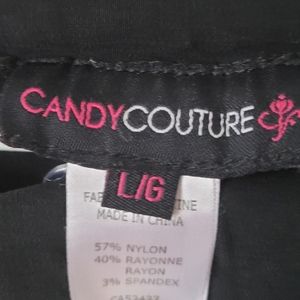 CANDYCOUTURE
L/G
MADE IN CHINA
57% NYLON
40% RAYONNE
RAYON
3% SPANDEX